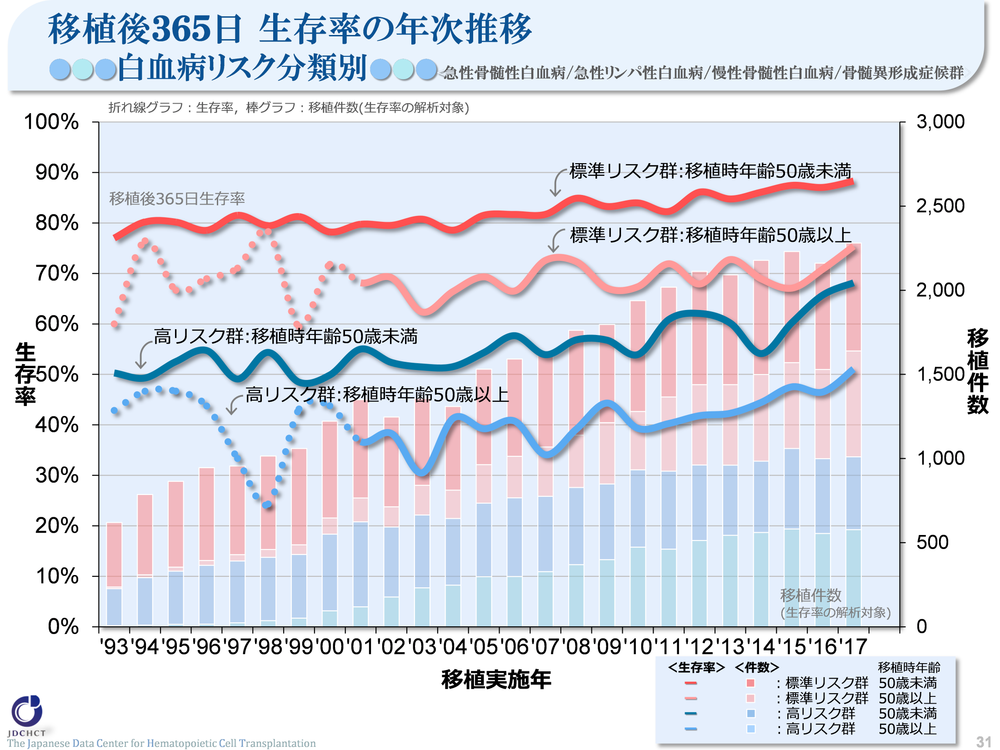 移植後365日 生存率の年次推移
白血病リスク分類別 <急性骨髄性白血病/急性リンパ性白血病/慢性骨髄性白血病/骨髄異形成症候群>
折れ線グラフ：生存率，棒グラフ：移植件数(生存率の解析対象)
100%
90%
80%
70%
60%
50%
40%
30%
20%
10%
0%
生存率
3,000
2,500
2,000
1,500
1,000
500
0
移植件数
移植後365日生存率
標準リスク群:移植時年齢50歳未満
標準リスク群:移植時年齢50歳以上
高リスク群:移植時年齢50歳未満
高リスク群:移植時年齢50歳以上
移植件数
(生存率の解析対象)
'93 '94 '95 '96 '97 '98 '99 '00 '01 '02 '03 '04 '05 '06 '07 '08 '09 '10 '11 '12 '13 '14 '15 '16 '17
移植実施年
＜生存率＞ ＜件数＞ 移植時年齢
：標準リスク群 50歳未満
：標準リスク群 50歳以上
：高リスク群 50歳未満
：高リスク群 50歳以上
JDCHCT
The Japanese Data Center for Hematopoietic Cell Transplantation
31